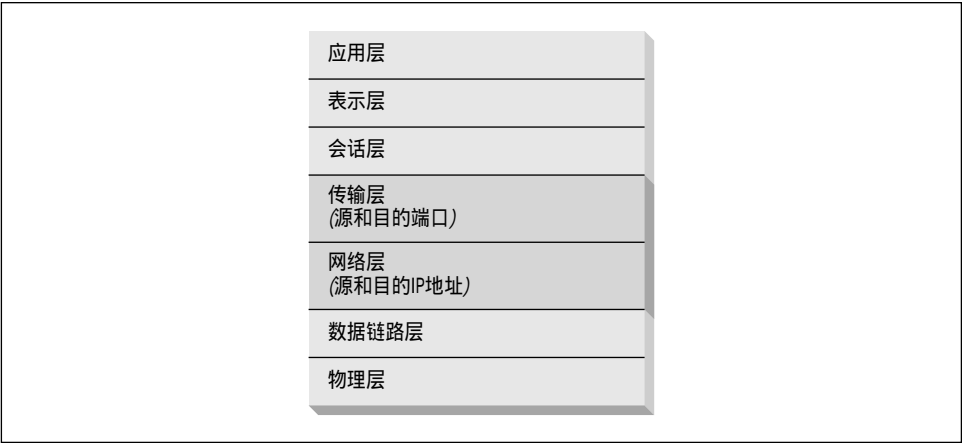 应用层
表示层
会话层
传输层
(源和目的端口)
网络层
(源和目的IP地址)
数据链路层
物理层